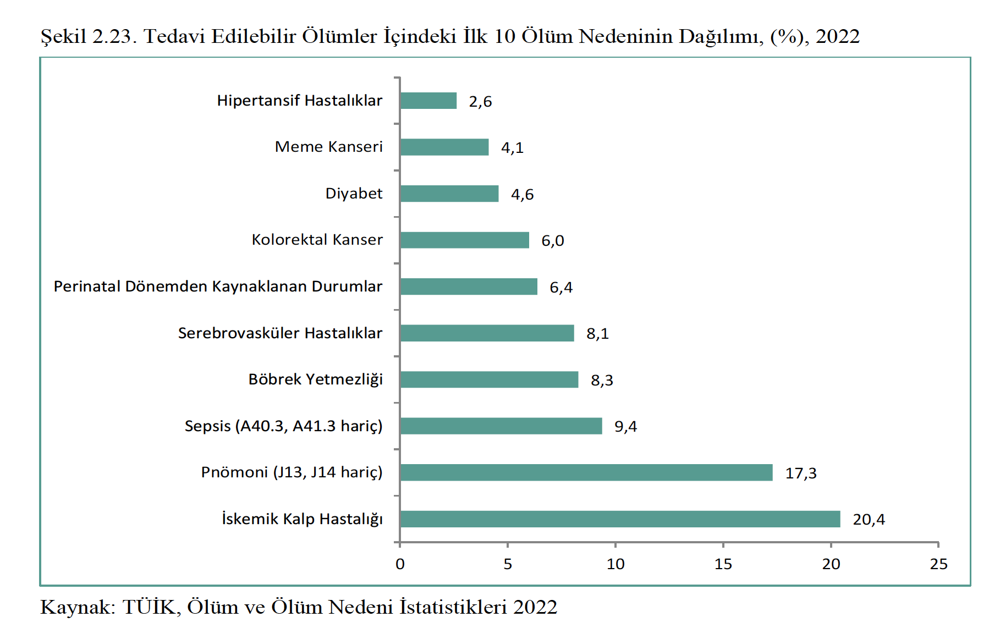 Şekil 2.23. Tedavi Edilebilir Ölümler İçindeki İlk 10 Ölüm Nedeninin Dağılımı, (%), 2022
Hipertansif Hastalıklar 2,6
Meme Kanseri 4,1
Diyabet 4,6
Kolorektal Kanser 6,0
Perinatal Dönemden Kaynaklanan Durumlar 6,4
Serebrovasküler Hastalıklar 8,1
Böbrek Yetmezliği 8,3
Sepsis (A40.3, A41.3 hariç) 9,4
Pnömoni (J13, J14 hariç) 17,3
İskemik Kalp Hastalığı 20,4
0 5 10 15 20 25
Kaynak: TÜİK, Ölüm ve Ölüm Nedeni İstatistikleri 2022